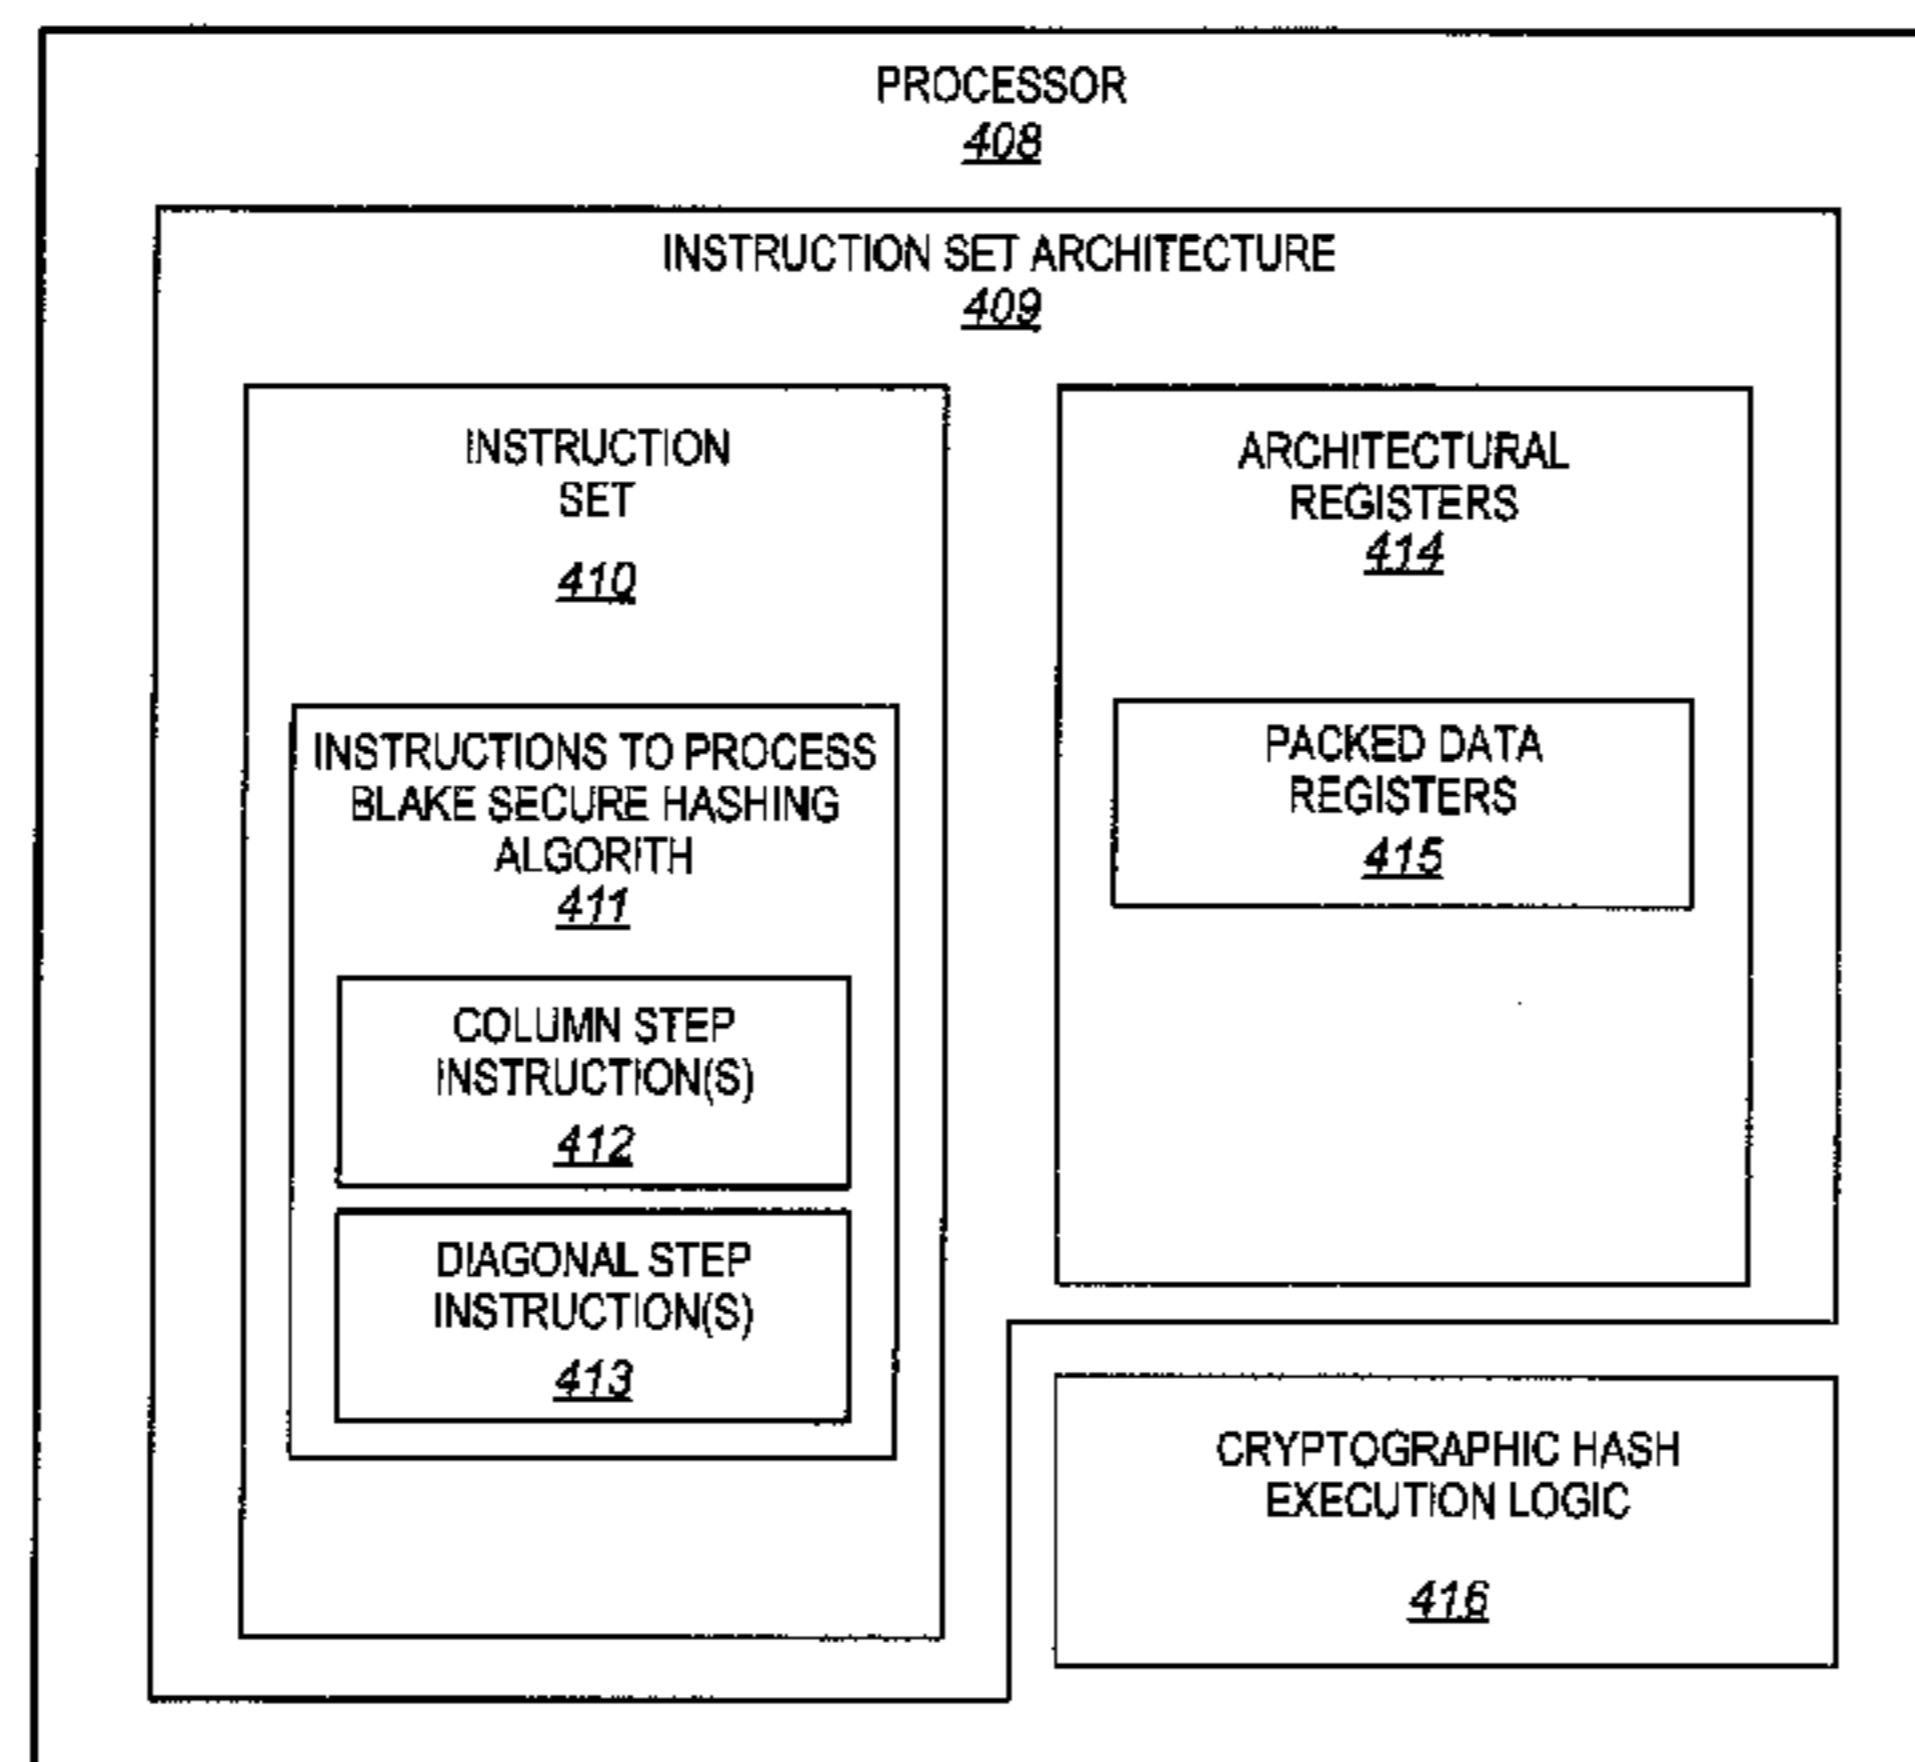 PROCESSOR
408
INSTRUCTION SET ARCHITECTURE
409
INSTRUCTION
SET
410
INSTRUCTIONS TO PROCESS
BLAKE SECURE HASHING
ALGORITH
411
COLUMN STEP
INSTRUCTION(S)
412
DIAGONAL STEP
INSTRUCTION(S)
413
ARCHITECTURAL
REGISTERS
414
PACKED DATA
REGISTERS
415
CRYPTOGRAPHIC HASH
EXECUTION LOGIC
416